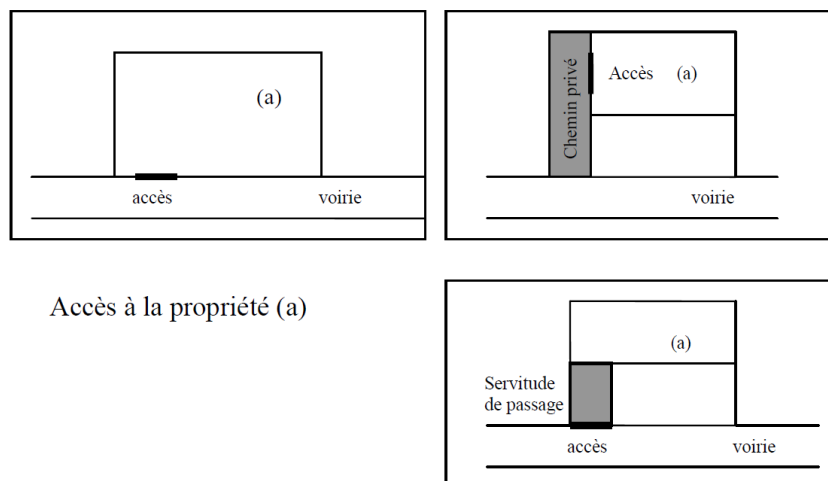 (a)
accès
voirie
Chemin privé
Accès (a)
voirie
Accès à la propriété (a)
(a)
Servitude
de passage
accès
voirie